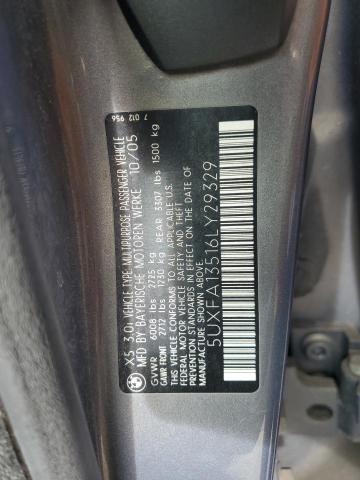 7 012 956
X5 3.0i VEHICLE TYPE: MULTIPURPOSE PASSENGER VEHICLE
MFD BY BAYERISCHE MOTOREN WERKE 10/05
GVWR 6008 lbs 2725 kg
GAWR FRONT 2712 lbs 1230 kg REAR 3307 lbs 1500 kg
THIS VEHICLE CONFORMS TO ALL APPLICABLE U.S.
FEDERAL MOTOR VEHICLE SAFETY AND THEFT
PREVENTION STANDARDS IN EFFECT ON THE DATE OF
MANUFACTURE SHOWN ABOVE.
5UXFA13516LY29329